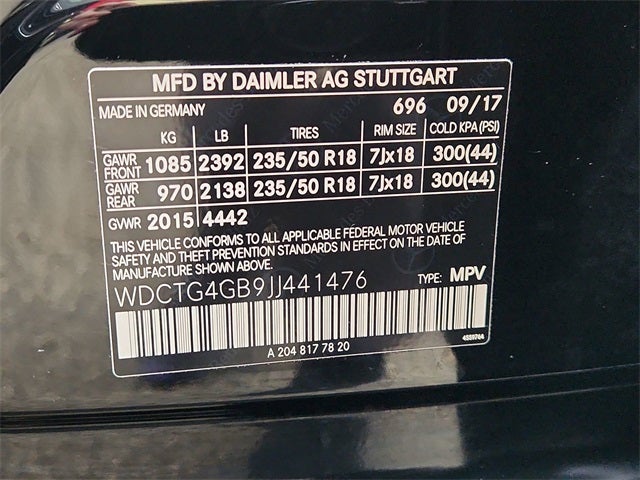 MFD BY DAIMLER AG STUTTGART
MADE IN GERMANY 696 09/17
KG LB TIRES RIM SIZE COLD KPA (PSI)
GAWR FRONT 1085 2392 235/50 R18 7Jx18 300(44)
GAWR REAR 970 2138 235/50 R18 7Jx18 300(44)
GVWR 2015 4442
THIS VEHICLE CONFORMS TO ALL APPLICABLE FEDERAL MOTOR VEHICLE
SAFETY AND THEFT PREVENTION STANDARDS IN EFFECT ON THE DATE OF
MANUFACTURE SHOWN ABOVE.
WDCTG4GB9JJ441476 TYPE: MPV
A 204 817 78 20